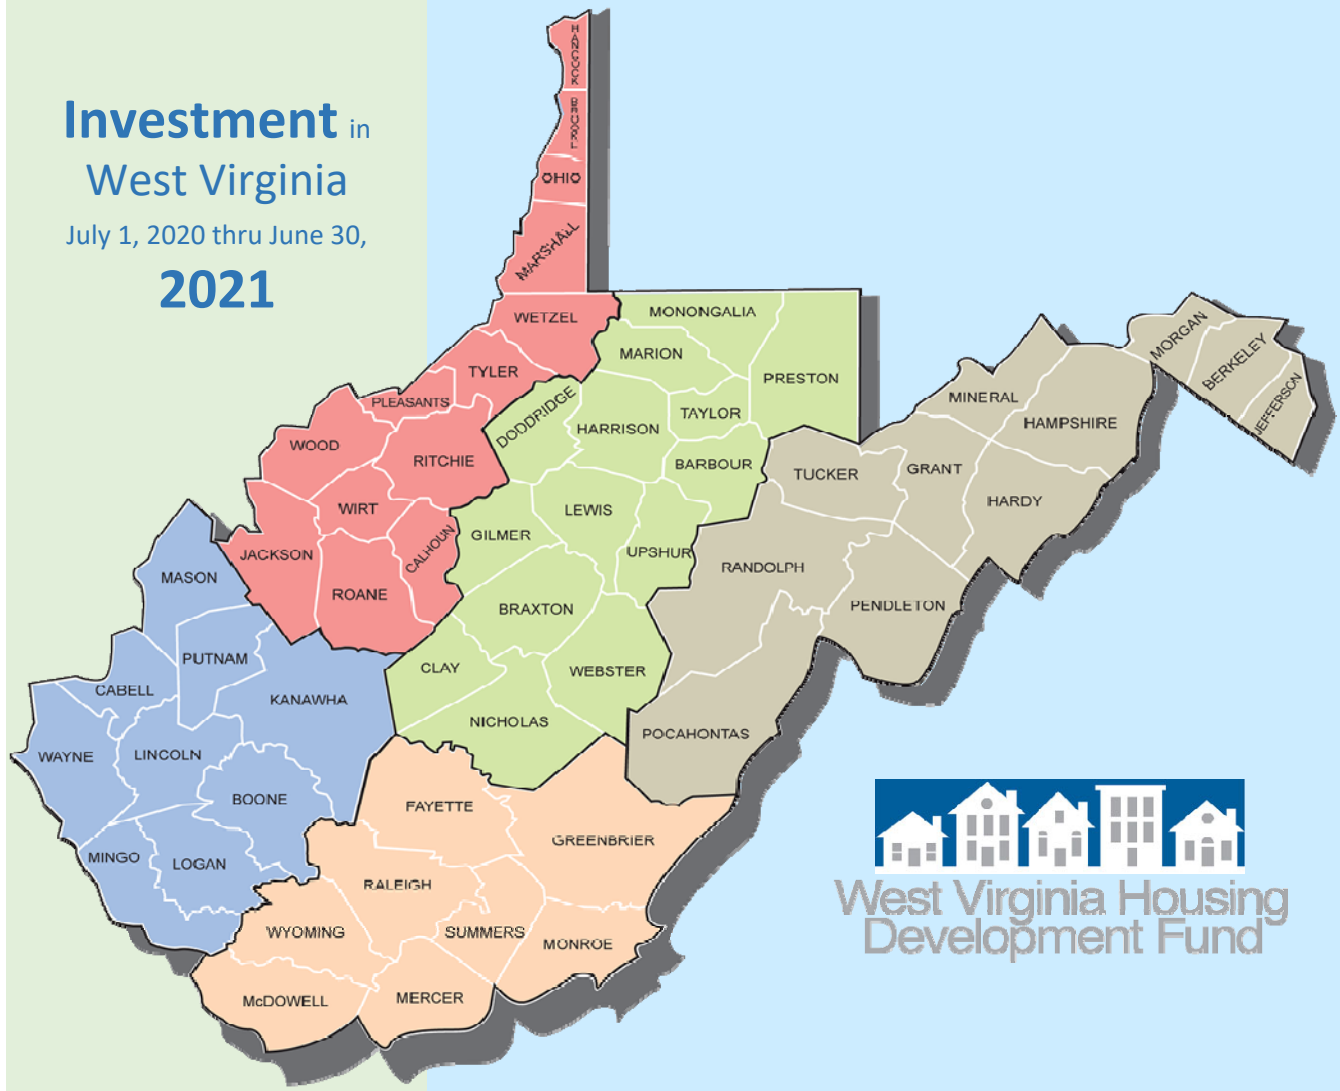 Investment in
West Virginia
July 1, 2020 thru June 30,
2021
HANCOCK
BROOKE
OHIO
MARSHALL
WETZEL
MONONGALIA
MARION
TYLER
PRESTON
PLEASANTS
DODDRIDGE
TAYLOR
HARRISON
WOOD
RITCHIE
BARBOUR
MORGAN
BERKELEY
JEFFERSON
MINERAL
HAMPSHIRE
TUCKER
GRANT
HARDY
WIRT
LEWIS
GILMER
CALHOUN
UPSHUR
JACKSON
RANDOLPH
MASON
ROANE
BRAXTON
PENDLETON
PUTNAM
CLAY
WEBSTER
CABELL
KANAWHA
NICHOLAS
POCAHONTAS
WAYNE
LINCOLN
BOONE
FAYETTE
GREENBRIER
MINGO
LOGAN
RALEIGH
WYOMING
SUMMERS
MONROE
McDOWELL
MERCER
West Virginia Housing
Development Fund